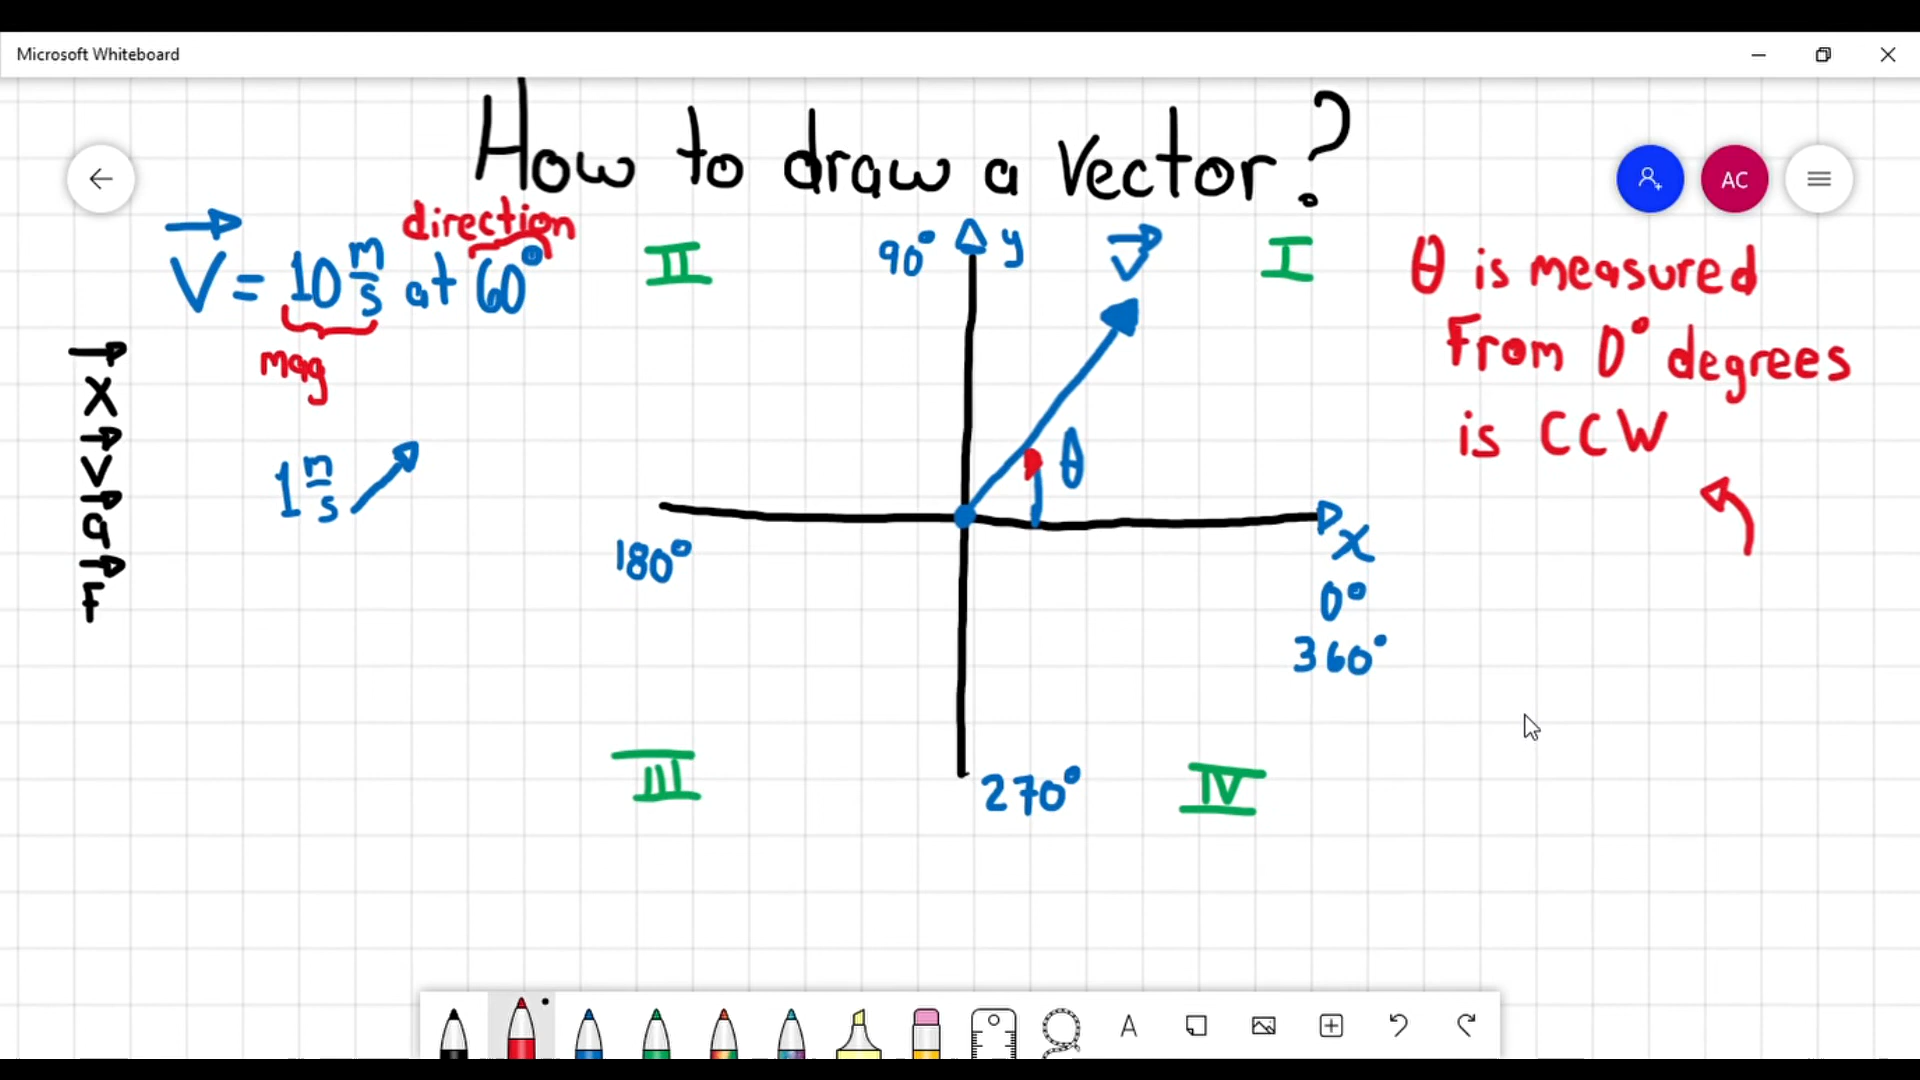 Microsoft Whiteboard
How to draw a Vector?
AC
direction
V = 10 m/s at 60°
mag
1 m/s
x
v
a
F
II
90°
y
v
I
θ
180°
x
0°
360°
III
270°
IV
θ is measured
From 0° degrees
is CCW
A